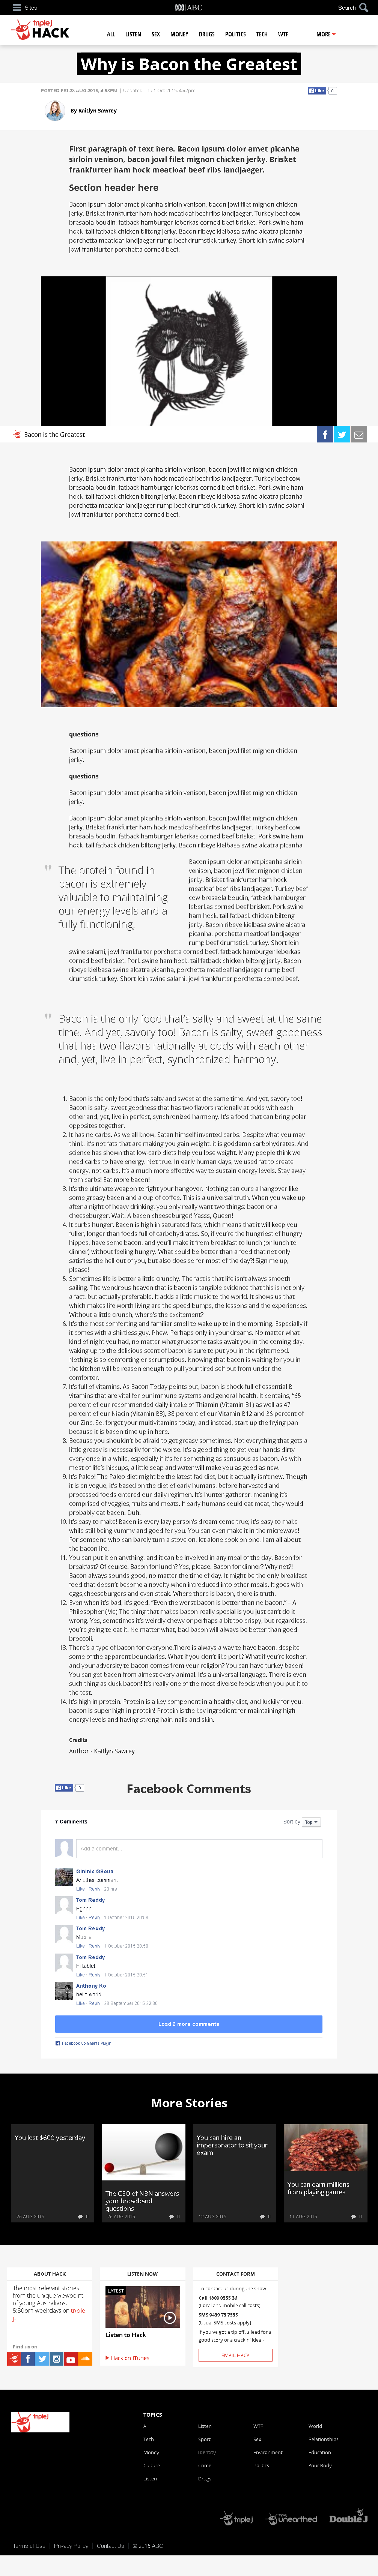 Sites
ABC
Search
triple j
HACK
ALL LISTEN SEX MONEY DRUGS POLITICS TECH WTF MORE
Why is Bacon the Greatest
POSTED FRI 28 AUG 2015, 4:00PM | Updated Thu 1 Oct 2015, 4:42pm
Like 0
By Kaitlyn Sawrey
First paragraph of text here. Bacon ipsum dolor amet picanha
sirloin venison, bacon jowl filet mignon chicken jerky. Brisket
frankfurter ham hock meatloaf beef ribs landjaeger.
Section header here
Bacon ipsum dolor amet picanha sirloin venison, bacon jowl filet mignon chicken
jerky. Brisket frankfurter ham hock meatloaf beef ribs landjaeger. Turkey beef cow
bresaola boudin, fatback hamburger leberkas corned beef brisket. Pork swine ham
hock, tail fatback chicken biltong jerky. Bacon ribeye kielbasa swine alcatra picanha,
porchetta meatloaf landjaeger rump beef drumstick turkey. Short loin swine salami,
jowl frankfurter porchetta corned beef.
Bacon is the Greatest
Bacon ipsum dolor amet picanha sirloin venison, bacon jowl filet mignon chicken
jerky. Brisket frankfurter ham hock meatloaf beef ribs landjaeger. Turkey beef cow
bresaola boudin, fatback hamburger leberkas corned beef brisket. Pork swine ham
hock, tail fatback chicken biltong jerky. Bacon ribeye kielbasa swine alcatra picanha,
porchetta meatloaf landjaeger rump beef drumstick turkey. Short loin swine salami,
jowl frankfurter porchetta corned beef.
questions
Bacon ipsum dolor amet picanha sirloin venison, bacon jowl filet mignon chicken
jerky.
questions
Bacon ipsum dolor amet picanha sirloin venison, bacon jowl filet mignon chicken
jerky.
Bacon ipsum dolor amet picanha sirloin venison, bacon jowl filet mignon chicken
jerky. Brisket frankfurter ham hock meatloaf beef ribs landjaeger. Turkey beef cow
bresaola boudin, fatback hamburger leberkas corned beef brisket. Pork swine ham
hock, tail fatback chicken biltong jerky. Bacon ribeye kielbasa swine alcatra picanha
" The protein found in
bacon is extremely
valuable to maintaining
our energy levels and a
fully functioning,
Bacon ipsum dolor amet picanha sirloin
venison, bacon jowl filet mignon chicken
jerky. Brisket frankfurter ham hock
meatloaf beef ribs landjaeger. Turkey beef
cow bresaola boudin, fatback hamburger
leberkas corned beef brisket. Pork swine
ham hock, tail fatback chicken biltong
jerky. Bacon ribeye kielbasa swine alcatra
picanha, porchetta meatloaf landjaeger
rump beef drumstick turkey. Short loin
swine salami, jowl frankfurter porchetta corned beef. fatback hamburger leberkas
corned beef brisket. Pork swine ham hock, tail fatback chicken biltong jerky. Bacon
ribeye kielbasa swine alcatra picanha, porchetta meatloaf landjaeger rump beef
drumstick turkey. Short loin swine salami, jowl frankfurter porchetta corned beef.
" Bacon is the only food that's salty and sweet at the same
time. And yet, savory too! Bacon is salty, sweet goodness
that has two flavors rationally at odds with each other
and, yet, live in perfect, synchronized harmony.
1. Bacon is the only food that's salty and sweet at the same time. And yet, savory too!
Bacon is salty, sweet goodness that has two flavors rationally at odds with each
other and, yet, live in perfect, synchronized harmony. It's a food that can bring polar
opposites together.
2. It has no carbs. As we all know, Satan himself invented carbs. Despite what you may
think, it's not fats that are making you gain weight, it's goddamn carbohydrates. And
science has shown that low-carb diets help you lose weight. Many people think we
need carbs to have energy. Not true. In early human days, we used fat to create
energy, not carbs. It's a much more effective way to sustain energy levels. Stay away
from carbs! Eat more bacon!
3. It's the ultimate weapon to fight your hangover. Nothing can cure a hangover like
some greasy bacon and a cup of coffee. This is a universal truth. When you wake up
after a night of heavy drinking, you really only want two things: bacon or a
cheeseburger. Wait. A bacon cheeseburger! Yasss, Queen!
4. It curbs hunger. Bacon is high in saturated fats, which means that it will keep you
fuller, longer than foods full of carbohydrates. So, if you're the hungriest of hungry
hippos, have some bacon, and you'll make it from breakfast to lunch (or lunch to
dinner) without feeling hungry. What could be better than a food that not only
satisfies the hell out of you, but also does so for most of the day?! Sign me up,
please!
5. Sometimes life is better a little crunchy. The fact is that life isn't always smooth
sailing. The wondrous heaven that is bacon is tangible evidence that this is not only
a fact, but actually preferable. It adds a little music to the world. It shows us that
which makes life worth living are the speed bumps, the lessons and the experiences.
Without a little crunch, where's the excitement?
6. It's the most comforting and familiar smell to wake up to in the morning. Especially if
it comes with a shirtless guy. Phew. Perhaps only in your dreams. No matter what
kind of night you had, no matter what gruesome tasks await you in the coming day,
waking up to the delicious scent of bacon is sure to put you in the right mood.
Nothing is so comforting or scrumptious. Knowing that bacon is waiting for you in
the kitchen will be reason enough to pull your tired self out from under the
comforter.
7. It's full of vitamins. As Bacon Today points out, bacon is chock-full of essential 8
vitamins that are vital for our immune systems and general health. It contains, "65
percent of our recommended daily intake of Thiamin (Vitamin B1) as well as 47
percent of our Niacin (Vitamin B3), 38 percent of our Vitamin B12 and 36 percent of
our Zinc. So, forget your multivitamin today, and instead, start up the frying pan
because it is bacon time up in here.
8. Because you shouldn't be afraid to get greasy sometimes. Not everything that gets a
little greasy is necessarily the worse. It's a good thing to get your hands dirty
every once in a while, especially if it's for something as sensuous as bacon. As with
most of life's hiccups, a little soap and water will make you as good as new.
9. It's Paleo! The Paleo diet might be the latest fad diet, but it actually isn't new. Though
it is en vogue, it's based on the diet of early humans, before harvested and
processed foods entered our daily regimen. It's hunter-gatherer, meaning it's
comprised of veggies, fruits and meats. If early humans could eat meat, they would
probably eat bacon. Duh.
10. It's easy to make! Bacon is every lazy person's dream come true; it's easy to make
while still being yummy and good for you. You can even make it in the microwave!
For someone who can barely turn a stove on, let alone cook on one, I am all about
the bacon life.
11. You can put it on anything, and it can be involved in any meal of the day. Bacon for
breakfast? Of course. Bacon for lunch? Yes, please. Bacon for dinner? Why not?!
Bacon always sounds good, no matter the time of day. It might be the only breakfast
food that doesn't become a novelty when introduced into other meals. It goes with
eggs,cheeseburgers and even steak. Where there is bacon, there is truth.
12. Even when it's bad, it's good. "Even the worst bacon is better than no bacon." – A
Philosopher (Me) The thing that makes bacon really special is you just can't do it
wrong. Yes, sometimes it's weirdly chewy or perhaps a bit too crispy, but regardless,
you're going to eat it. No matter what, bad bacon will always be better than good
broccoli.
13. There's a type of bacon for everyone.There is always a way to have bacon, despite
some of the apparent boundaries. What if you don't like pork? What if you're kosher,
and your adversity to bacon comes from your religion? You can have turkey bacon!
You can get bacon from almost every animal. It's a universal language. There is even
such thing as duck bacon! It's really one of the most diverse foods when you put it to
the test.
14. It's high in protein. Protein is a key component in a healthy diet, and luckily for you,
bacon is super high in protein! Protein is the key ingredient for maintaining high
energy levels and having strong hair, nails and skin.
Credits
Author - Kaitlyn Sawrey
Like 0
Facebook Comments
7 Comments
Sort by Top
Add a comment...
Gininic GSoua
Another comment
Like · Reply · 23 hrs
Tom Reddy
Fghhh
Like · Reply · 1 October 2015 20:59
Tom Reddy
Mobile
Like · Reply · 1 October 2015 20:58
Tom Reddy
Hi tablet
Like · Reply · 1 October 2015 20:51
Anthony Ko
hello world
Like · Reply · 28 September 2015 22:28
Load 2 more comments
Facebook Comments Plugin
More Stories
You lost $600 yesterday
28 AUG 2015 0
The CEO of NBN answers
your broadband
questions
26 AUG 2015 0
You can hire an
impersonator to sit your
exam
12 AUG 2015 0
You can earn millions
from playing games
11 AUG 2015 0
ABOUT HACK
The most relevant stories
from the unique viewpoint
of young Australians.
5:30pm weekdays on triple
j.
Find us on
LISTEN NOW
LATEST
Listen to Hack
Hack on iTunes
CONTACT FORM
To contact us during the show -
Call 1300 0555 36
(Local and mobile call costs)
SMS 0439 75 7555
(Usual SMS costs apply)
If you've got a tip off, a lead for a
good story or a crackin' idea -
EMAIL HACK
triple j
TOPICS
All Listen WTF World
Tech Sport Sex Relationships
Money Identity Environment Education
Culture Crime Politics Your Body
Listen Drugs
triple j
unearthed
Double J
Terms of Use | Privacy Policy | Contact Us | © 2015 ABC